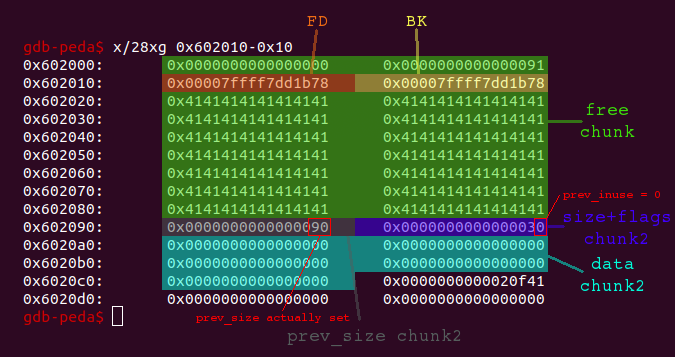 FD BK
gdb-peda$ x/28xg 0x602010-0x10
0x602000: 0x0000000000000000 0x0000000000000091
0x602010: 0x00007ffff7dd1b78 0x00007ffff7dd1b78
0x602020: 0x4141414141414141 0x4141414141414141
0x602030: 0x4141414141414141 0x4141414141414141
0x602040: 0x4141414141414141 0x4141414141414141
0x602050: 0x4141414141414141 0x4141414141414141
0x602060: 0x4141414141414141 0x4141414141414141
0x602070: 0x4141414141414141 0x4141414141414141
0x602080: 0x4141414141414141 0x4141414141414141
0x602090: 0x0000000000000090 0x0000000000000030
0x6020a0: 0x0000000000000000 0x0000000000000000
0x6020b0: 0x0000000000000000 0x0000000000000000
0x6020c0: 0x0000000000000000 0x0000000000020f41
0x6020d0: 0x0000000000000000 0x0000000000000000
gdb-peda$
free
chunk
prev_inuse = 0
size+flags
chunk2
data
chunk2
prev_size actually set
prev_size chunk2